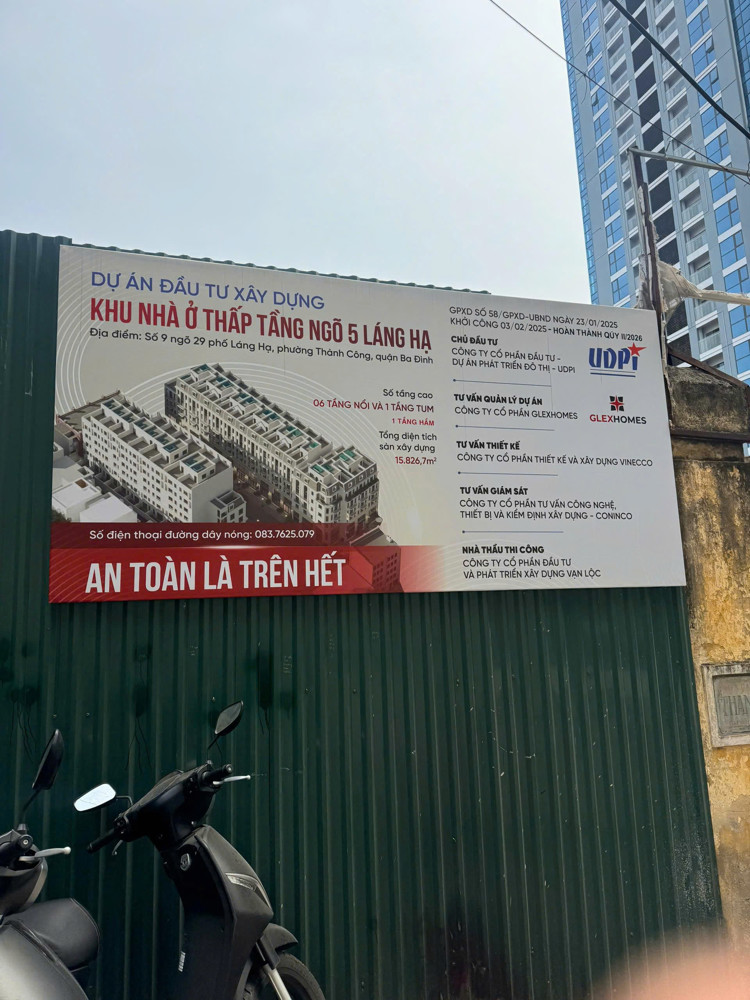 DỰ ÁN ĐẦU TƯ XÂY DỰNG
KHU NHÀ Ở THẤP TẦNG NGÕ 5 LÁNG HẠ
Địa điểm: Số 9 ngõ 29 phố Láng Hạ, phường Thành Công, quận Ba Đình
Số tầng cao
06 TẦNG NỔI VÀ 1 TẦNG TUM
1 TẦNG HẦM
Tổng diện tích
sàn xây dựng
15.826,7m²
Số điện thoại đường dây nóng: 083.7625.079
AN TOÀN LÀ TRÊN HẾT
GPXD SỐ 58/GPXD-UBND NGÀY 23/01/2025
KHỞI CÔNG 03/02/2025 - HOÀN THÀNH QÚY II/2026
CHỦ ĐẦU TƯ
CÔNG TY CỔ PHẦN ĐẦU TƯ -
DỰ ÁN PHÁT TRIỂN ĐÔ THỊ - UDPI
UDPI
TƯ VẤN QUẢN LÝ DỰ ÁN
CÔNG TY CỔ PHẦN GLEXHOMES
GLEXHOMES
TƯ VẤN THIẾT KẾ
CÔNG TY CỔ PHẦN THIẾT KẾ VÀ XÂY DỰNG VINECCO
TƯ VẤN GIÁM SÁT
CÔNG TY CỔ PHẦN TƯ VẤN CÔNG NGHỆ,
THIẾT BỊ VÀ KIỂM ĐỊNH XÂY DỰNG - CONINCO
NHÀ THẦU THI CÔNG
CÔNG TY CỔ PHẦN ĐẦU TƯ
VÀ PHÁT TRIỂN XÂY DỰNG VẠN LỘC